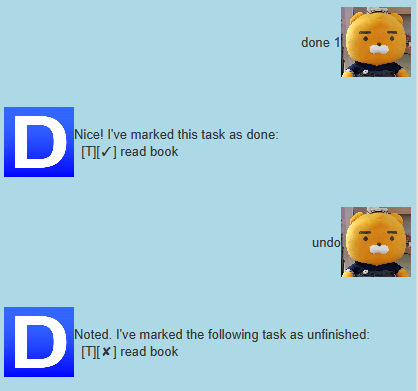 done 1
D
Nice! I've marked this task as done:
[T][✓] read book
undo
D
Noted. I've marked the following task as unfinished:
[T][✘] read book